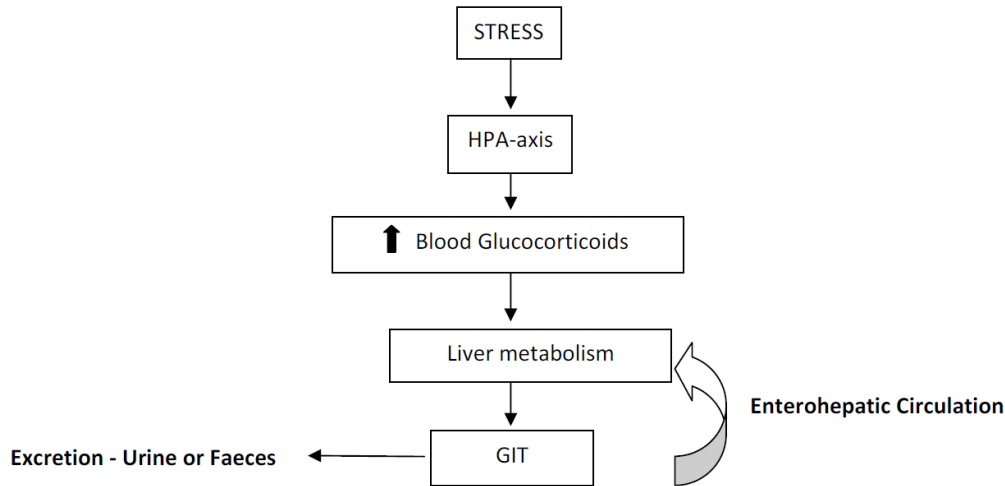 STRESS
HPA-axis
Blood Glucocorticoids
Liver metabolism
Enterohepatic Circulation
GIT
Excretion - Urine or Faeces